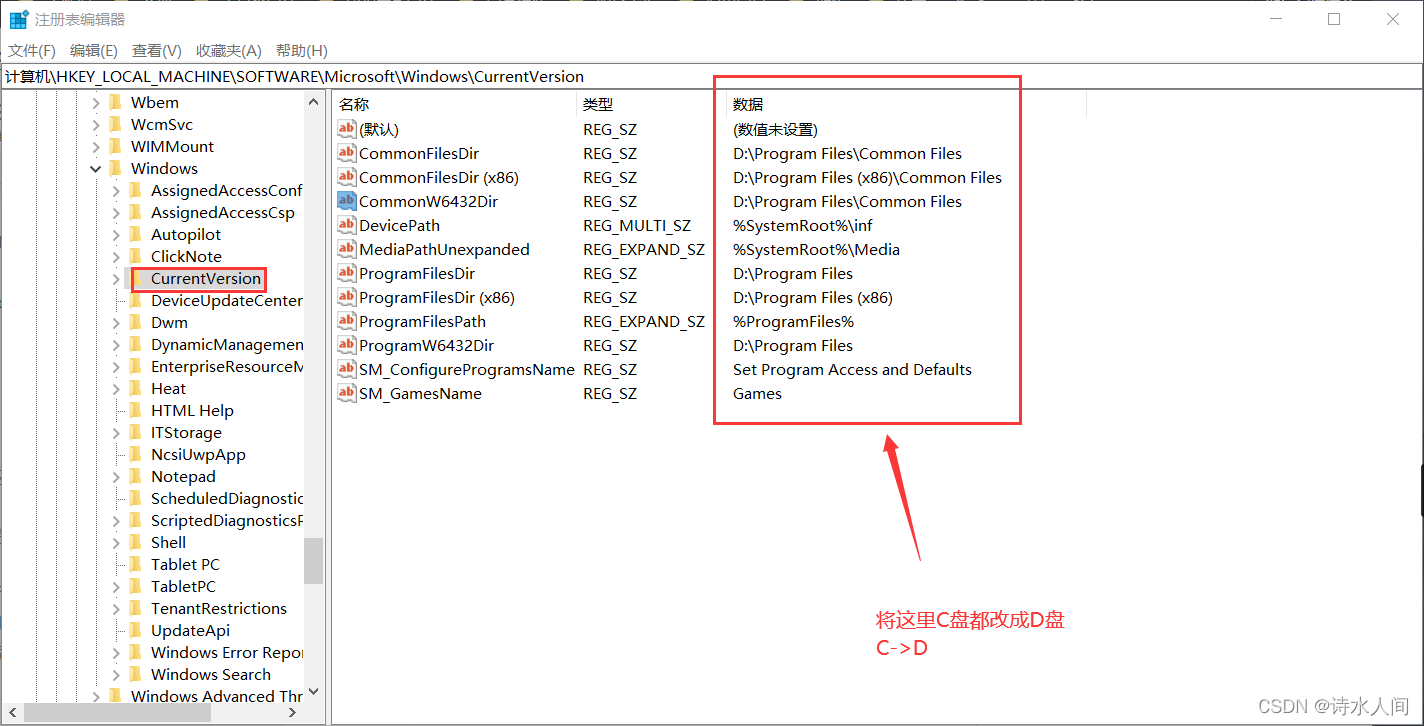 注册表编辑器
文件(F) 编辑(E) 查看(V) 收藏夹(A) 帮助(H)
计算机\HKEY_LOCAL_MACHINE\SOFTWARE\Microsoft\Windows\CurrentVersion
Wbem
WcmSvc
WIMMount
Windows
AssignedAccessConf
AssignedAccessCsp
Autopilot
ClickNote
CurrentVersion
DeviceUpdateCenter
Dwm
DynamicManagemen
EnterpriseResourceM
Heat
HTML Help
ITStorage
NcsiUwpApp
Notepad
ScheduledDiagnostic
ScriptedDiagnosticsP
Shell
Tablet PC
TabletPC
TenantRestrictions
UpdateApi
Windows Error Repor
Windows Search
Windows Advanced Thr
名称 类型 数据
(默认) REG_SZ (数值未设置)
CommonFilesDir REG_SZ D:\Program Files\Common Files
CommonFilesDir (x86) REG_SZ D:\Program Files (x86)\Common Files
CommonW6432Dir REG_SZ D:\Program Files\Common Files
DevicePath REG_MULTI_SZ %SystemRoot%\inf
MediaPathUnexpanded REG_EXPAND_SZ %SystemRoot%\Media
ProgramFilesDir REG_SZ D:\Program Files
ProgramFilesDir (x86) REG_SZ D:\Program Files (x86)
ProgramFilesPath REG_EXPAND_SZ %ProgramFiles%
ProgramW6432Dir REG_SZ D:\Program Files
SM_ConfigureProgramsName REG_SZ Set Program Access and Defaults
SM_GamesName REG_SZ Games
将这里C盘都改成D盘
C->D
CSDN @诗水人间